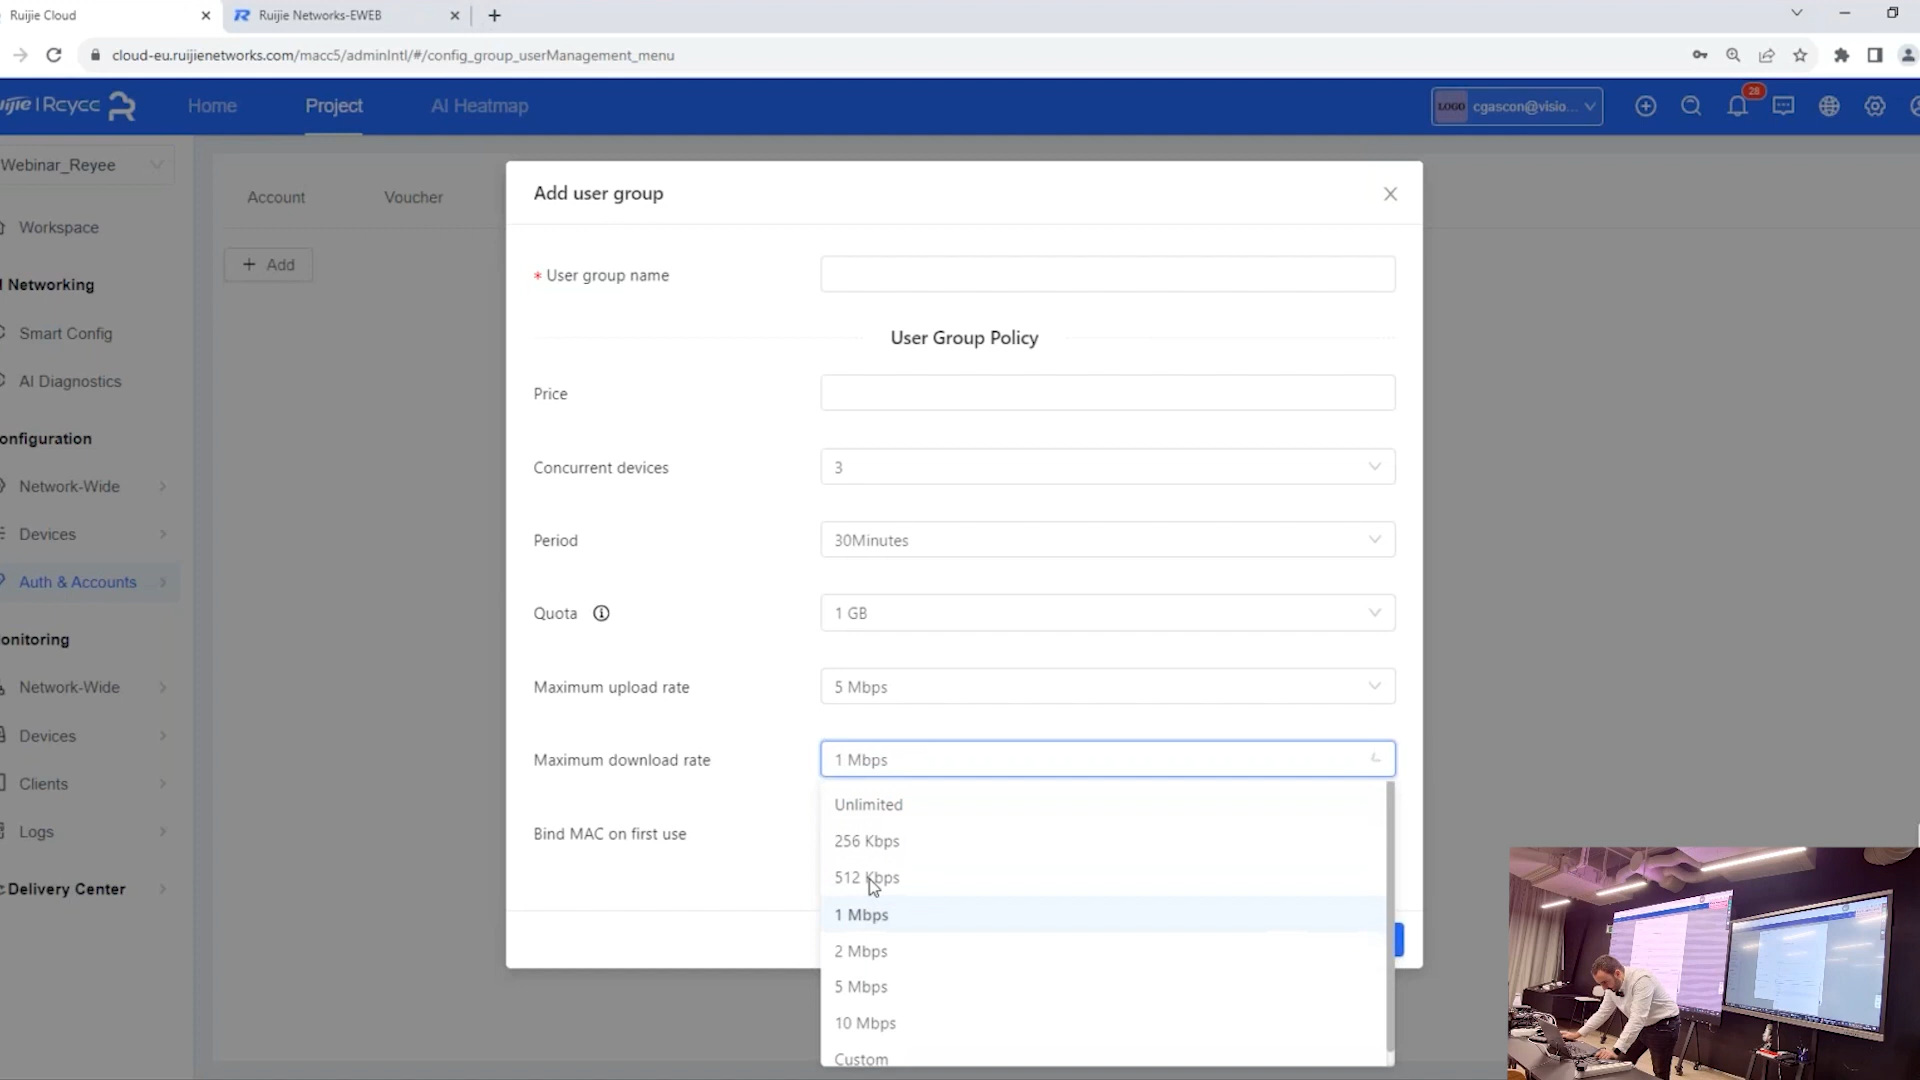 Ruijie Cloud
Ruijie Networks-EWEB
cloud-eu.ruijienetworks.com/macc5/adminIntl/#/config_group_userManagement_menu
Home
Project
AI Heatmap
LOGO
cgascon@visio...
28
Webinar_Reyee
Account
Voucher
Workspace
+ Add
Networking
Smart Config
AI Diagnostics
onfiguration
Network-Wide
Devices
Auth & Accounts
onitoring
Network-Wide
Devices
Clients
Logs
Delivery Center
Add user group
* User group name
User Group Policy
Price
Concurrent devices
3
Period
30Minutes
Quota
1 GB
Maximum upload rate
5 Mbps
Maximum download rate
1 Mbps
Unlimited
256 Kbps
Bind MAC on first use
512 Kbps
1 Mbps
2 Mbps
5 Mbps
10 Mbps
Custom